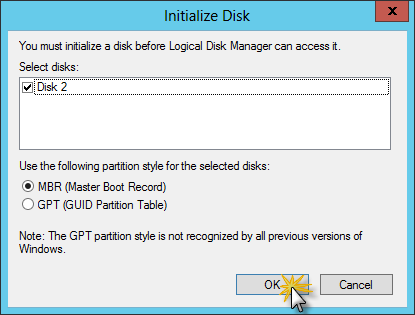 Initialize Disk
x
You must initialize a disk before Logical Disk Manager can access it.
Select disks:
Disk 2
Use the following partition style for the selected disks:
MBR (Master Boot Record)
GPT (GUID Partition Table)
Note: The GPT partition style is not recognized by all previous versions of
Windows.
OK
Cancel